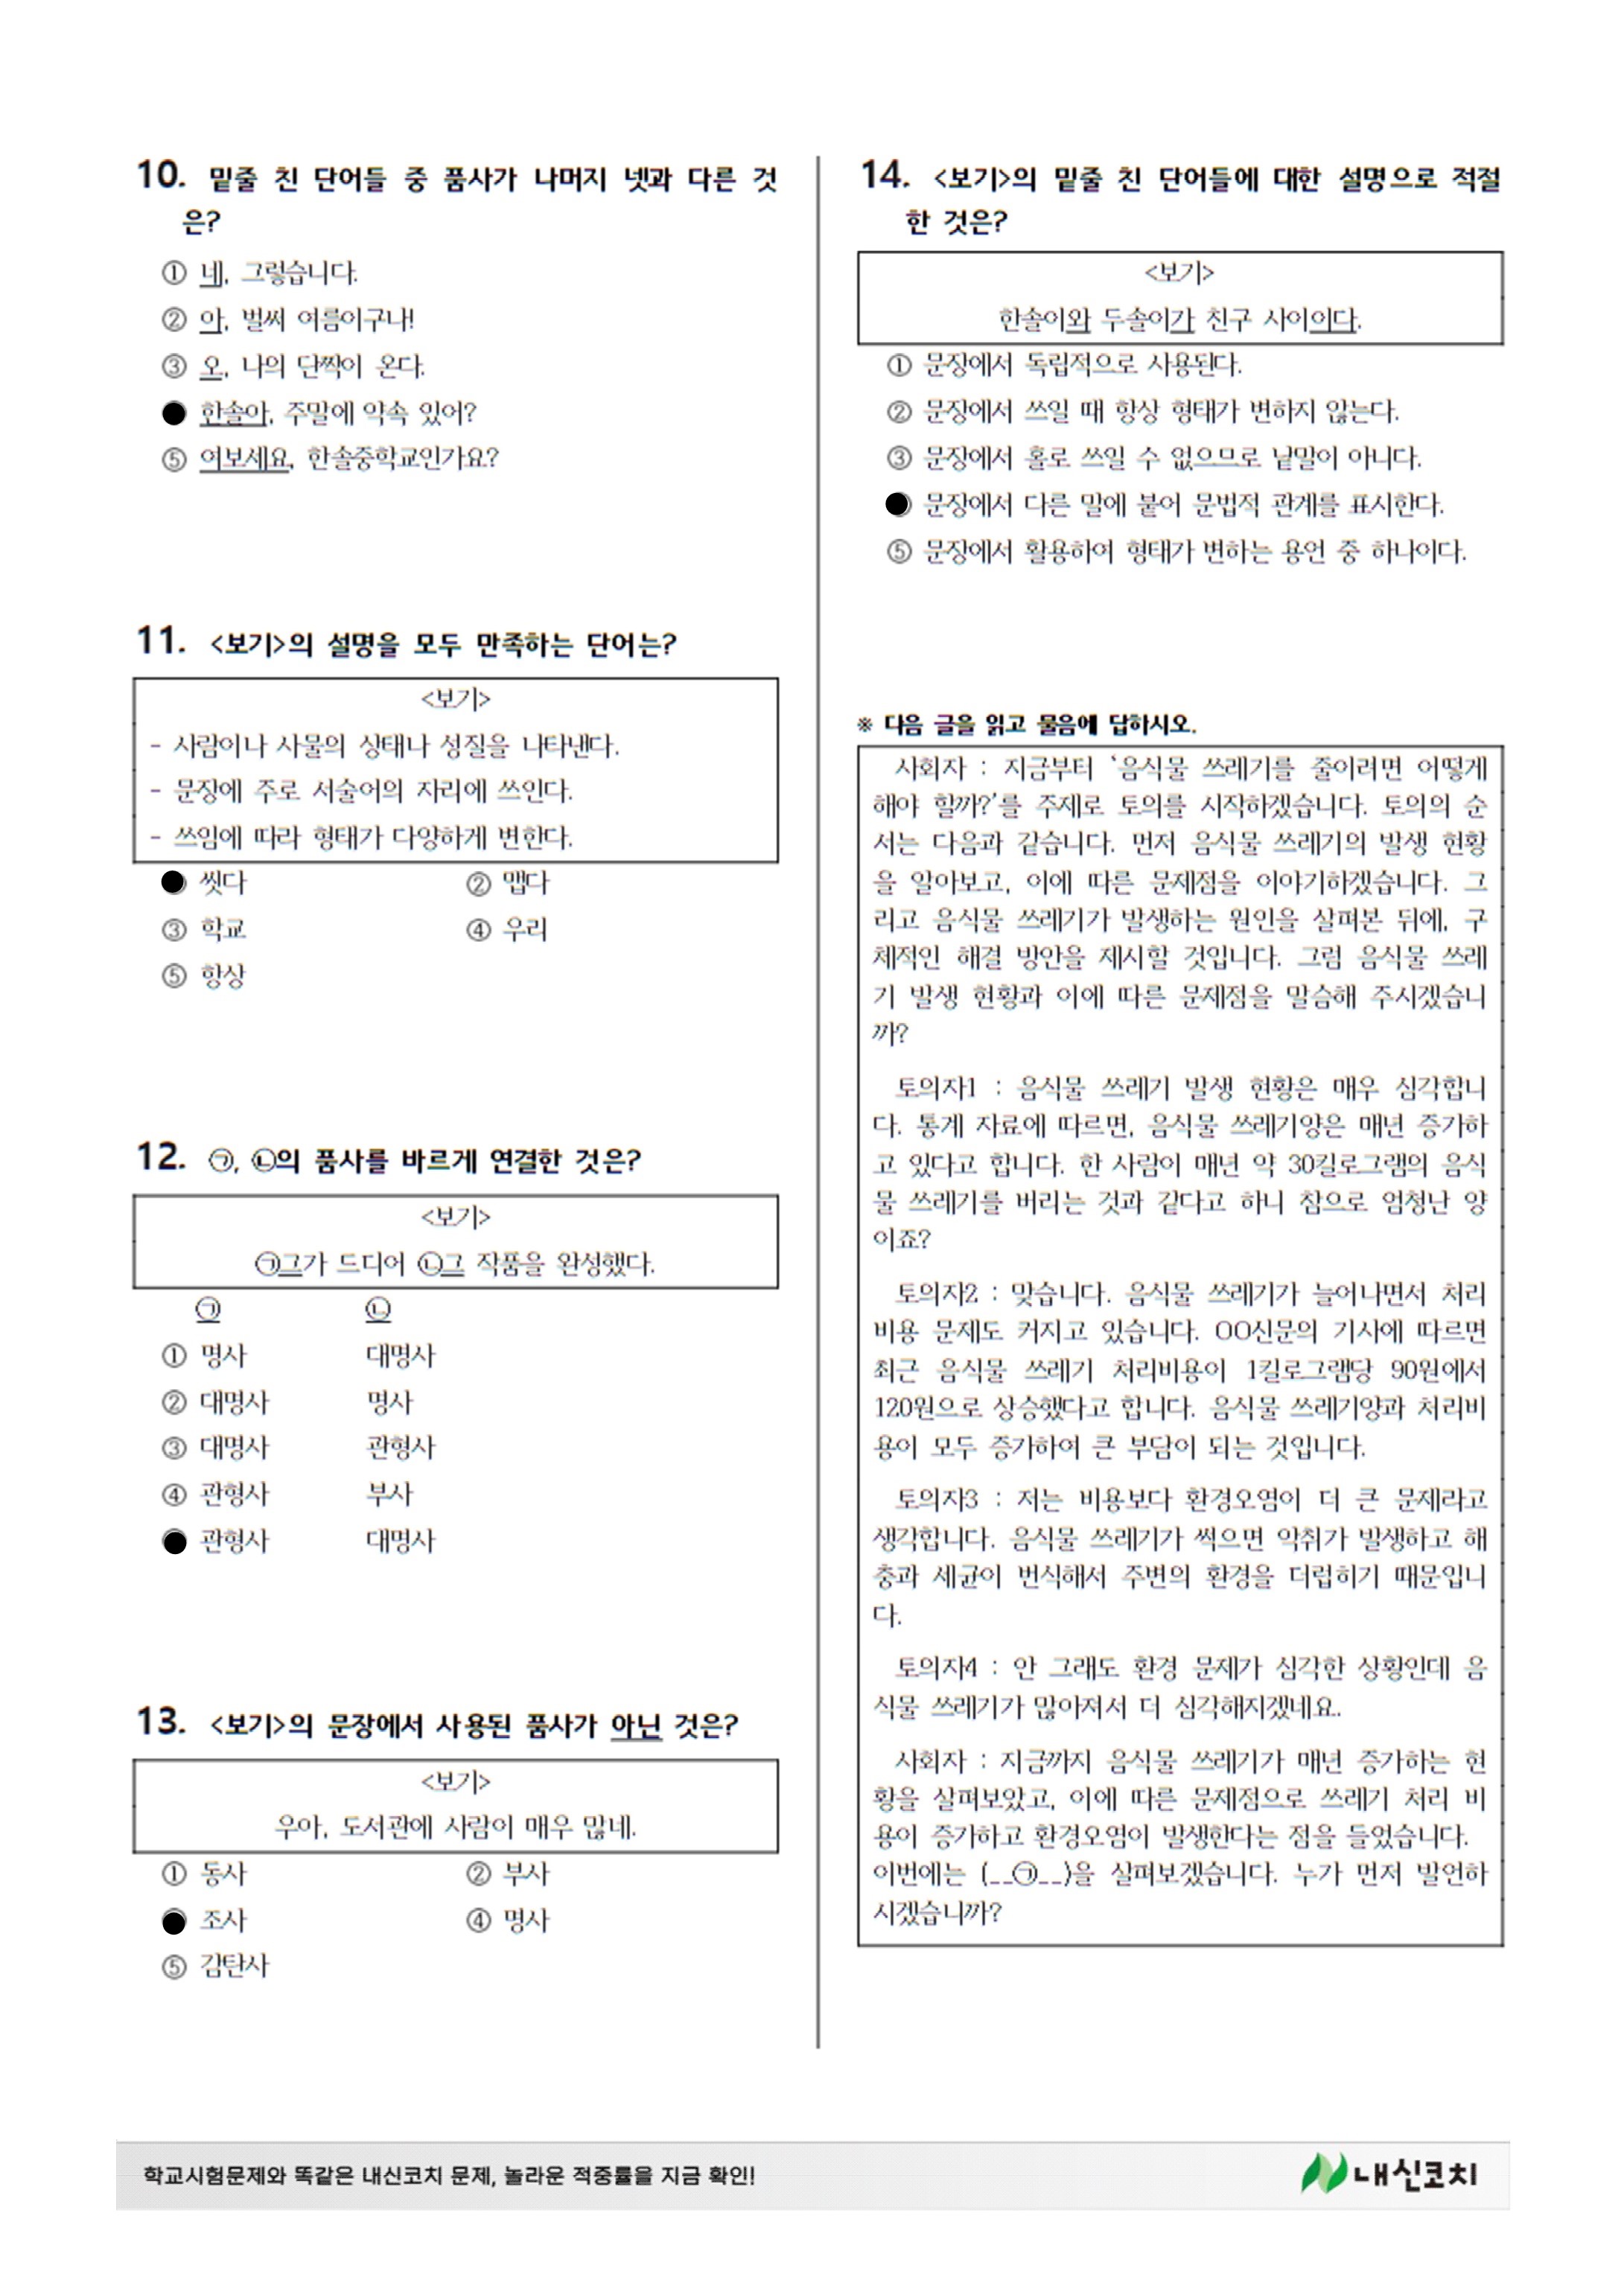 10. 밑줄 친 단어들 중 품사가 나머지 넷과 다른 것
은?
① 네, 그렇습니다.
② 아, 벌써 여름이구나!
③ 오, 나의 단짝이 온다.
● 한솔아, 주말에 약속 있어?
⑤ 여보세요, 한솔중학교인가요?
11. <보기>의 설명을 모두 만족하는 단어는?
<보기>
- 사람이나 사물의 상태나 성질을 나타낸다.
- 문장에 주로 서술어의 자리에 쓰인다.
- 쓰임에 따라 형태가 다양하게 변한다.
● 씻다 ② 맵다
③ 학교 ④ 우리
⑤ 항상
12. ㉠, ㉡의 품사를 바르게 연결한 것은?
<보기>
㉠그가 드디어 ㉡그 작품을 완성했다.
㉠ ㉡
① 명사 대명사
② 대명사 명사
③ 대명사 관형사
④ 관형사 부사
● 관형사 대명사
13. <보기>의 문장에서 사용된 품사가 아닌 것은?
<보기>
우아, 도서관에 사람이 매우 많네.
① 동사 ② 부사
● 조사 ④ 명사
⑤ 감탄사
14. <보기>의 밑줄 친 단어들에 대한 설명으로 적절
한 것은?
<보기>
한솔이와 두솔이가 친구 사이이다.
① 문장에서 독립적으로 사용된다.
② 문장에서 쓰일 때 항상 형태가 변하지 않는다.
③ 문장에서 홀로 쓰일 수 없으므로 낱말이 아니다.
● 문장에서 다른 말에 붙어 문법적 관계를 표시한다.
⑤ 문장에서 활용하여 형태가 변하는 용언 중 하나이다.
※ 다음 글을 읽고 물음에 답하시오.
사회자 : 지금부터 ‘음식물 쓰레기를 줄이려면 어떻게
해야 할까?’를 주제로 토의를 시작하겠습니다. 토의의 순
서는 다음과 같습니다. 먼저 음식물 쓰레기의 발생 현황
을 알아보고, 이에 따른 문제점을 이야기하겠습니다. 그
리고 음식물 쓰레기가 발생하는 원인을 살펴본 뒤에, 구
체적인 해결 방안을 제시할 것입니다. 그럼 음식물 쓰레
기 발생 현황과 이에 따른 문제점을 말씀해 주시겠습니
까?
토의자1 : 음식물 쓰레기 발생 현황은 매우 심각합니
다. 통계 자료에 따르면, 음식물 쓰레기양은 매년 증가하
고 있다고 합니다. 한 사람이 매년 약 30킬로그램의 음식
물 쓰레기를 버리는 것과 같다고 하니 참으로 엄청난 양
이죠?
토의자2 : 맞습니다. 음식물 쓰레기가 늘어나면서 처리
비용 문제도 커지고 있습니다. OO신문의 기사에 따르면
최근 음식물 쓰레기 처리비용이 1킬로그램당 90원에서
120원으로 상승했다고 합니다. 음식물 쓰레기양과 처리비
용이 모두 증가하여 큰 부담이 되는 것입니다.
토의자3 : 저는 비용보다 환경오염이 더 큰 문제라고
생각합니다. 음식물 쓰레기가 썩으면 악취가 발생하고 해
충과 세균이 번식해서 주변의 환경을 더럽히기 때문입니
다.
토의자4 : 안 그래도 환경 문제가 심각한 상황인데 음
식물 쓰레기가 많아져서 더 심각해지겠네요.
사회자 : 지금까지 음식물 쓰레기가 매년 증가하는 현
황을 살펴보았고, 이에 따른 문제점으로 쓰레기 처리 비
용이 증가하고 환경오염이 발생한다는 점을 들었습니다.
이번에는 (__㉠__)을 살펴보겠습니다. 누가 먼저 발언하
시겠습니까?
학교시험문제와 똑같은 내신코치 문제, 놀라운 적중률을 지금 확인!
내신코치